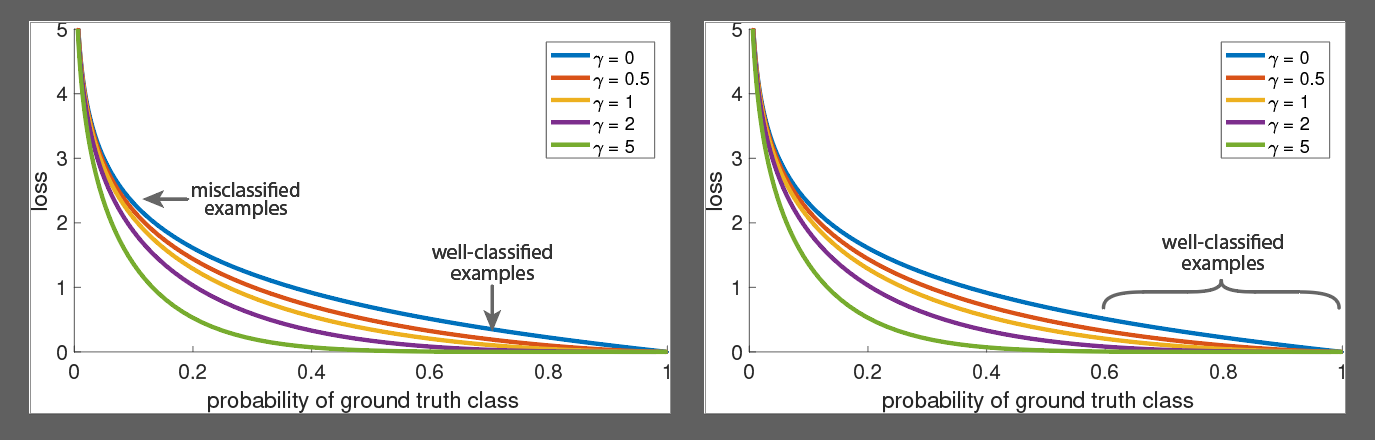 5
4
3
2
1
0
loss
0
0.2
0.4
0.6
0.8
1
probability of ground truth class
γ = 0
γ = 0.5
γ = 1
γ = 2
γ = 5
misclassified
examples
well-classified
examples
5
4
3
2
1
0
loss
0
0.2
0.4
0.6
0.8
1
probability of ground truth class
γ = 0
γ = 0.5
γ = 1
γ = 2
γ = 5
well-classified
examples